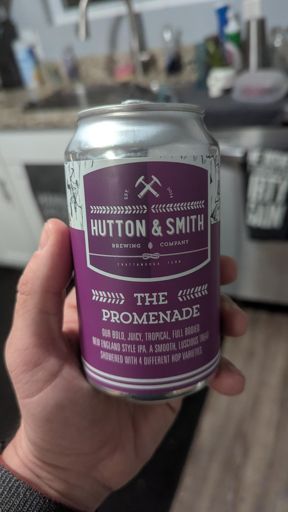 HUTTON & SMITH
BREWING COMPANY
CHATTANOOGA TENN
THE
PROMENADE
OUR BOLD, JUICY, TROPICAL, FULL BODIED
NEW ENGLAND STYLE IPA. A SMOOTH, LUSCIOUS TREAT
SHOWERED WITH 4 DIFFERENT HOP VARIETIES